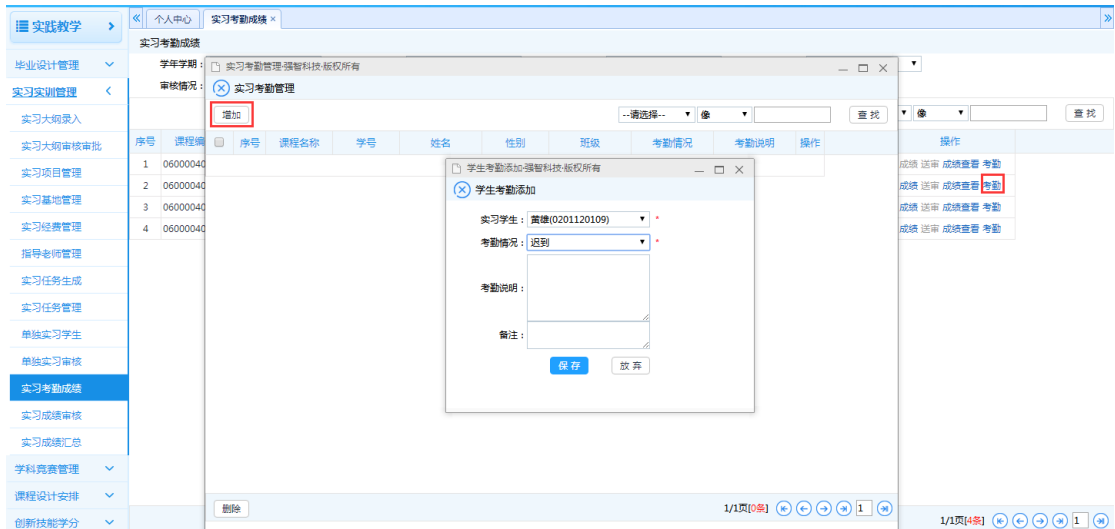 实践教学
个人中心 实习考勤成绩 ×
实习考勤成绩
毕业设计管理
实习实训管理
实习大纲录入
实习大纲审核审批
实习项目管理
实习基地管理
实习经费管理
指导老师管理
实习任务生成
实习任务管理
单独实习学生
单独实习审核
实习考勤成绩
实习成绩审核
实习成绩汇总
学科竞赛管理
课程设计安排
创新技能学分
学年学期：
审核情况：
像 查 找
序号 课程编 操作
1 06000040 成绩 送审 成绩查看 考勤
2 06000040 成绩 送审 成绩查看 考勤
3 06000040 成绩 送审 成绩查看 考勤
4 06000040 成绩 送审 成绩查看 考勤
1/1页[4条] 1
实习考勤管理-强智科技-版权所有
实习考勤管理
增加 --请选择-- 像 查 找
序号 课程名称 学号 姓名 性别 班级 考勤情况 考勤说明 操作
删除 1/1页[0条] 1
学生考勤添加-强智科技-版权所有
学生考勤添加
实习学生： 黄雄(0201120109) *
考勤情况： 迟到 *
考勤说明：
备注：
保 存 放 弃